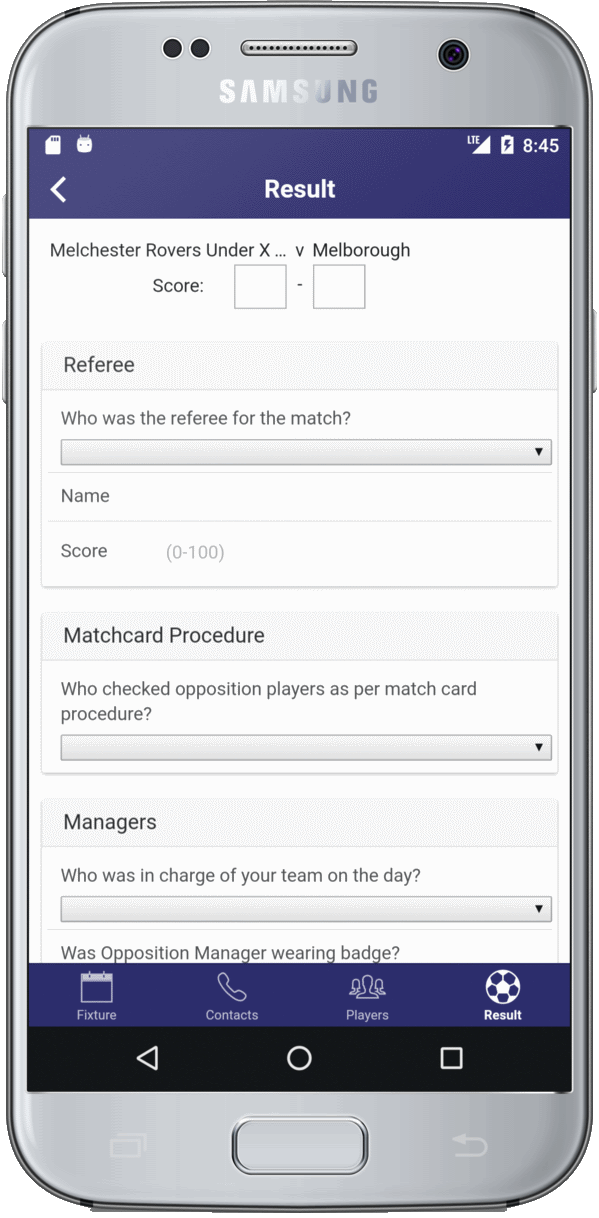 SAMSUNG
LTE 8:45
Result
Melchester Rovers Under X ... v Melborough
Score: -
Referee
Who was the referee for the match?
Name
Score (0-100)
Matchcard Procedure
Who checked opposition players as per match card
procedure?
Managers
Who was in charge of your team on the day?
Was Opposition Manager wearing badge?
Fixture Contacts Players Result